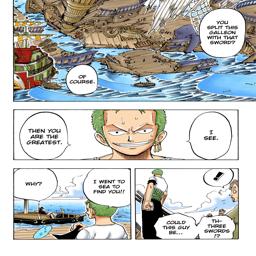 YOU
SPLIT THIS
GALLEON
WITH THAT
SWORD?
OF
COURSE.
THEN YOU
ARE THE
GREATEST.
I
SEE.
WHY?
I WENT TO
SEA TO
FIND YOU!!
COULD
THIS GUY
BE...
TH-
THREE
SWORDS
!?